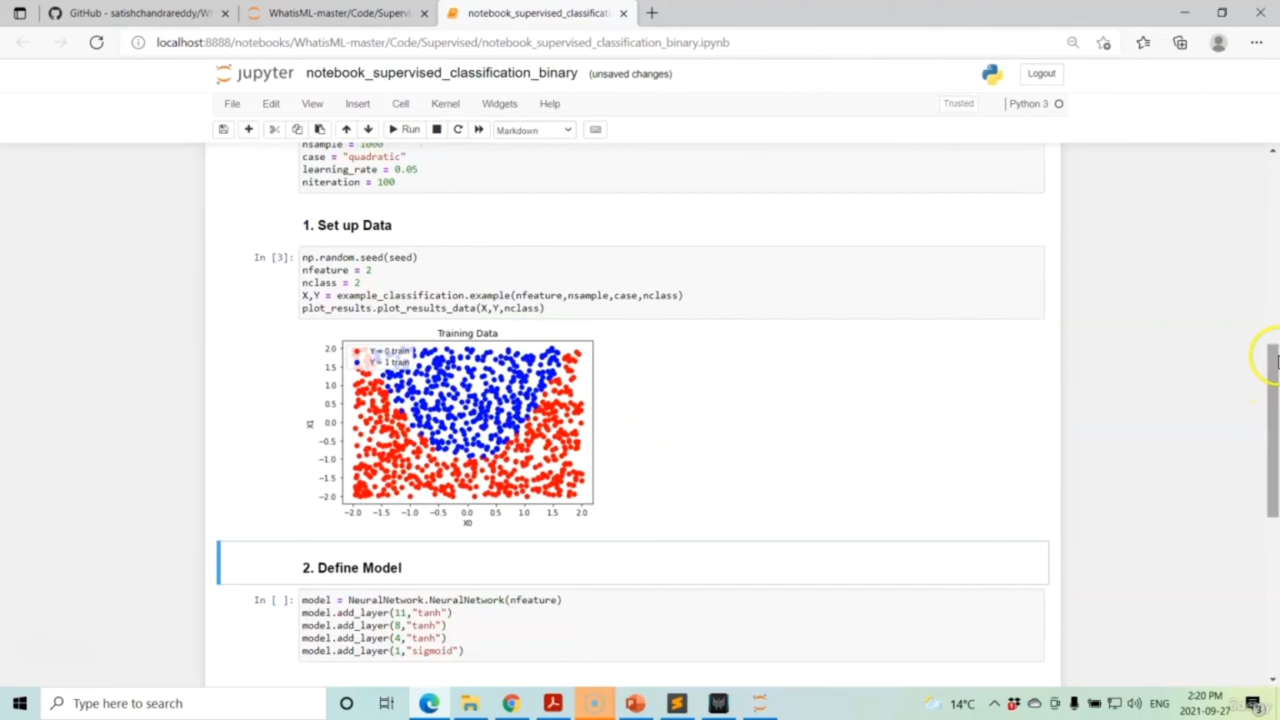 GitHub - satishchandrareddy/W
WhatisML-master/Code/Supervi
notebook_supervised_classificati
localhost:8888/notebooks/WhatisML-master/Code/Supervised/notebook_supervised_classification_binary.ipynb
jupyter notebook_supervised_classification_binary (unsaved changes)
Logout
File Edit View Insert Cell Kernel Widgets Help
Trusted
Python 3
Run
Markdown
nsample = 1000
case = "quadratic"
learning_rate = 0.05
niteration = 100
1. Set up Data
In [3]:
np.random.seed(seed)
nfeature = 2
nclass = 2
X,Y = example_classification.example(nfeature,nsample,case,nclass)
plot_results.plot_results_data(X,Y,nclass)
Training Data
Y = 0 train
Y = 1 train
2.0
1.5
1.0
0.5
0.0
−0.5
−1.0
−1.5
−2.0
X1
−2.0 −1.5 −1.0 −0.5 0.0 0.5 1.0 1.5 2.0
X0
2. Define Model
In [ ]:
model = NeuralNetwork.NeuralNetwork(nfeature)
model.add_layer(11,"tanh")
model.add_layer(8,"tanh")
model.add_layer(4,"tanh")
model.add_layer(1,"sigmoid")
Type here to search
14°C
ENG
2:20 PM
2021-09-27